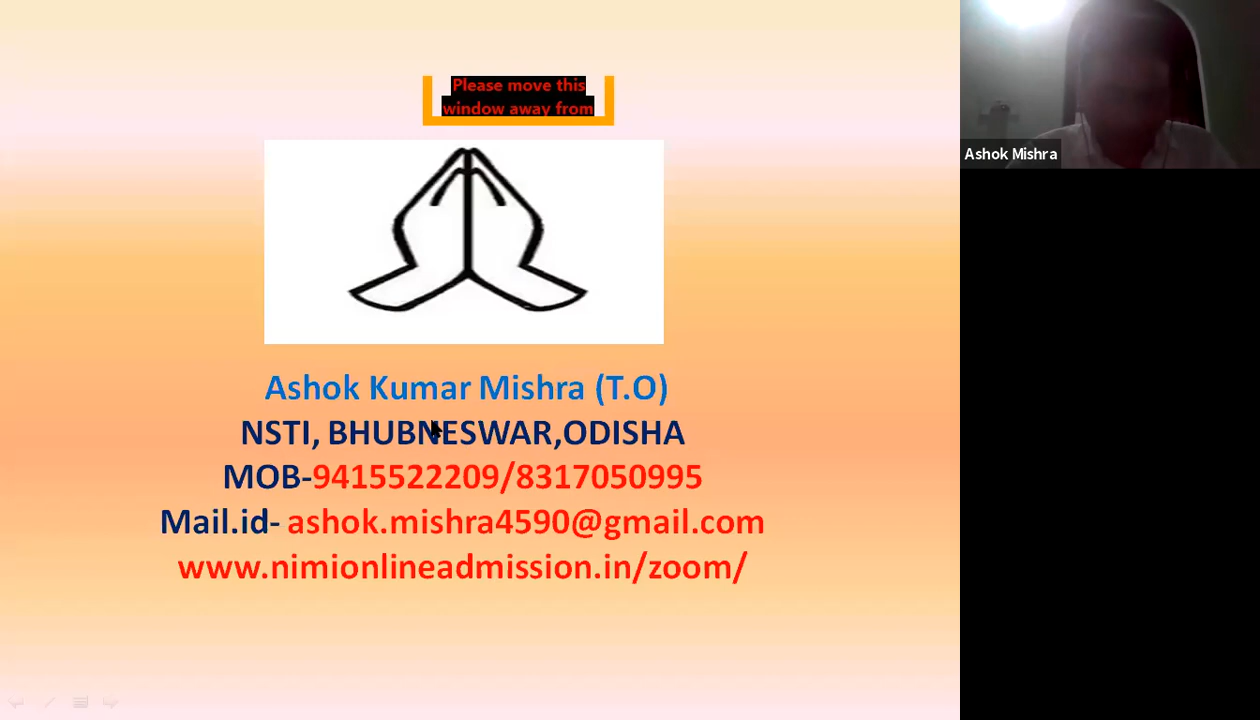 Please move this
window away from
Ashok Mishra
Ashok Kumar Mishra (T.O)
NSTI, BHUBNESWAR,ODISHA
MOB-9415522209/8317050995
Mail.id- ashok.mishra4590@gmail.com
www.nimionlineadmission.in/zoom/